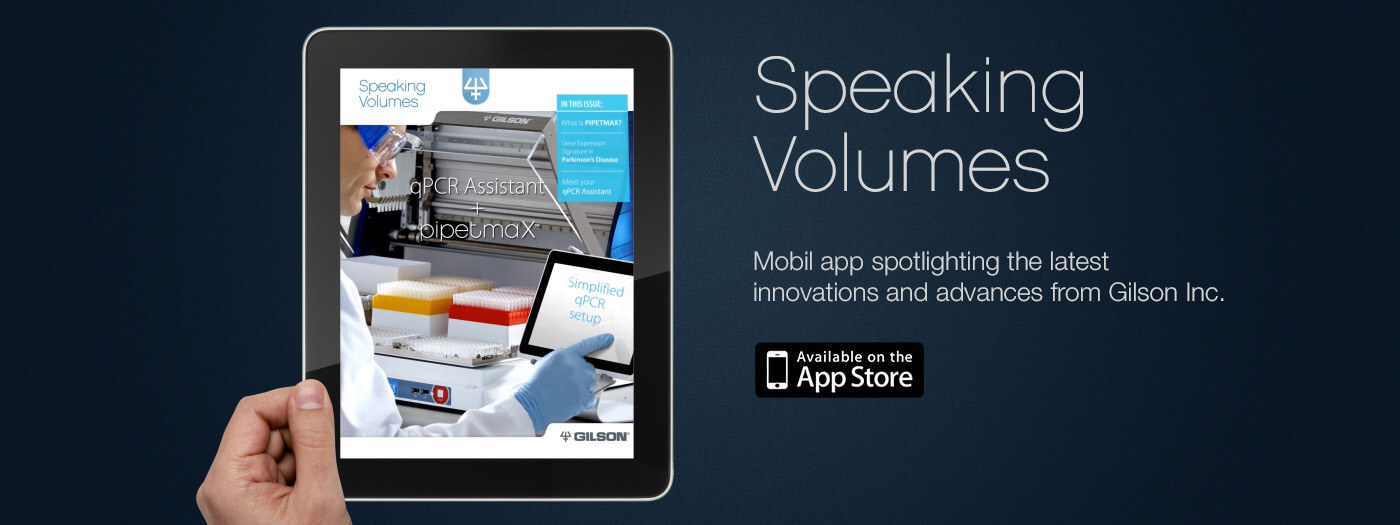 Speaking
Volumes
IN THIS ISSUE:
What is PIPETMAX?
Gene Expression
Signature in
Parkinson's Disease
Meet your
qPCR Assistant
GILSON
qPCR Assistant
+
pipetmaX
Simplified
qPCR
setup
GILSON
Speaking
Volumes
Mobil app spotlighting the latest
innovations and advances from Gilson Inc.
Available on the
App Store